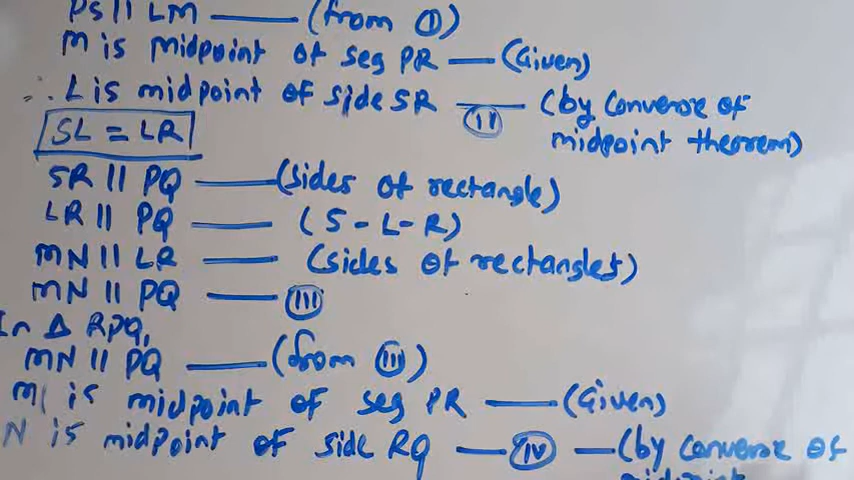 PS || LM —— (from (I))
M is midpoint of seg PR —— (Given)
∴ L is midpoint of side SR —— (II) (by converse of midpoint theorem)
SL = LR
SR || PQ —— (sides of rectangle)
LR || PQ —— (S - L - R)
MN || LR —— (sides of rectangles)
MN || PQ —— (III)
In Δ RPQ,
MN || PQ —— (from (III))
M is midpoint of seg PR —— (Given)
N is midpoint of side RQ —— (IV) — (by converse of
midpoint